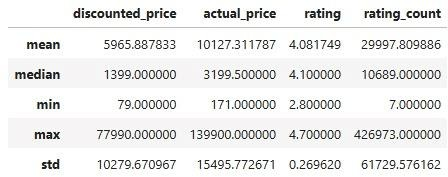 discounted_price actual_price rating rating_count
mean 5965.887833 10127.311787 4.081749 29997.809886
median 1399.000000 3199.500000 4.100000 10689.000000
min 79.000000 171.000000 2.800000 7.000000
max 77990.000000 139900.000000 4.700000 426973.000000
std 10279.670967 15495.772671 0.269620 61729.576162